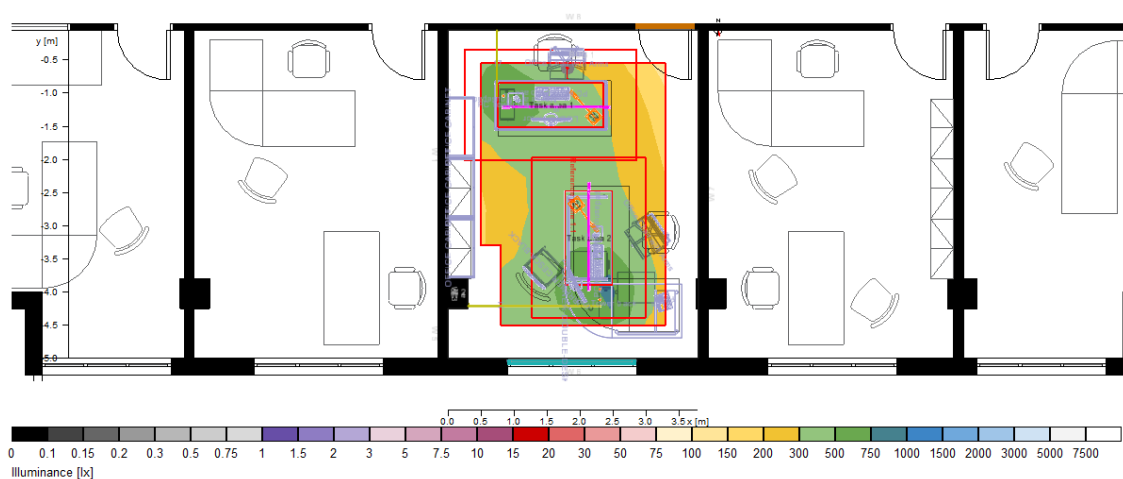 y [m]
-0.5
-1.0
-1.5
-2.0
-2.5
-3.0
-3.5
-4.0
-4.5
-5.0
OFFICE CABINET
OFFICE CABINET
Task area 1
Task area 2
0.0 0.5 1.0 1.5 2.0 2.5 3.0 3.5 x [m]
0 0.1 0.15 0.2 0.3 0.5 0.75 1 1.5 2 3 5 7.5 10 15 20 30 50 75 100 150 200 300 500 750 1000 1500 2000 3000 5000 7500
Illuminance [lx]